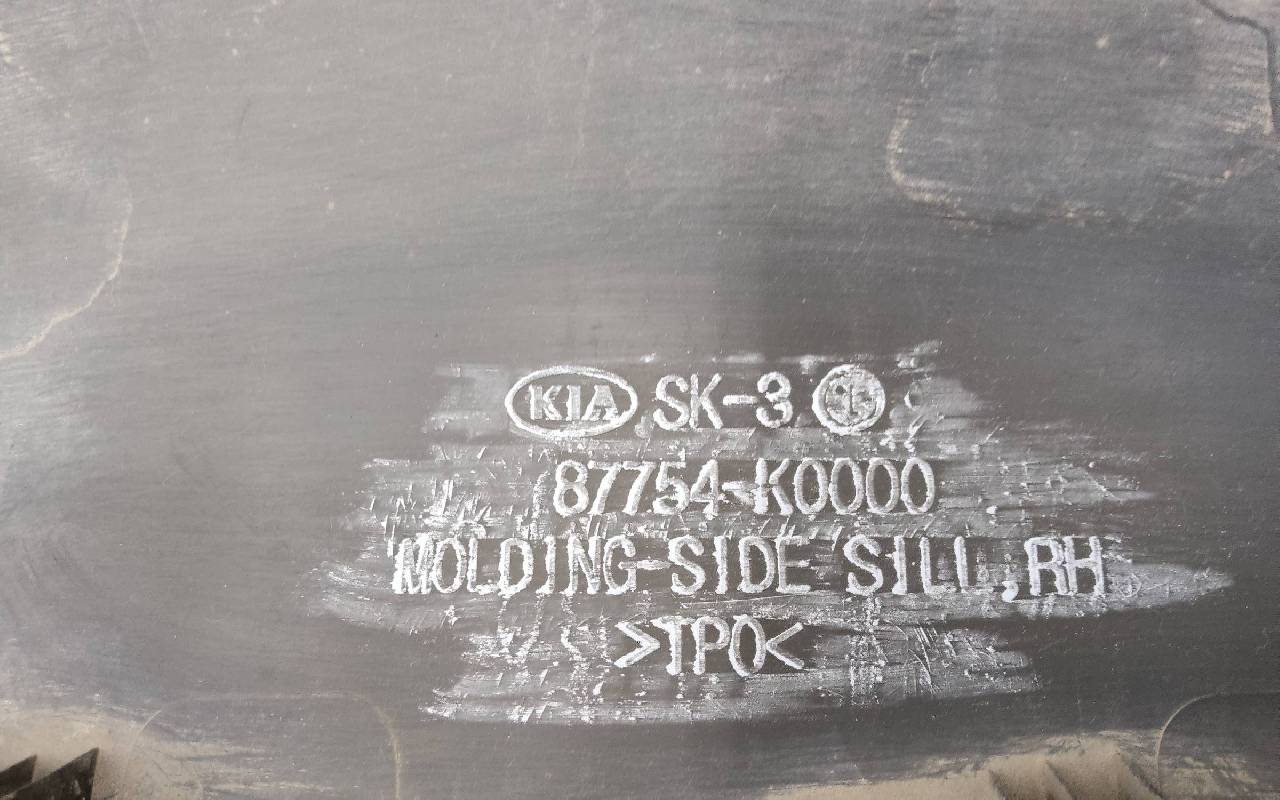 KIA SK-3
87754-K0000
MOLDING-SIDE SILL,RH
>TPO<